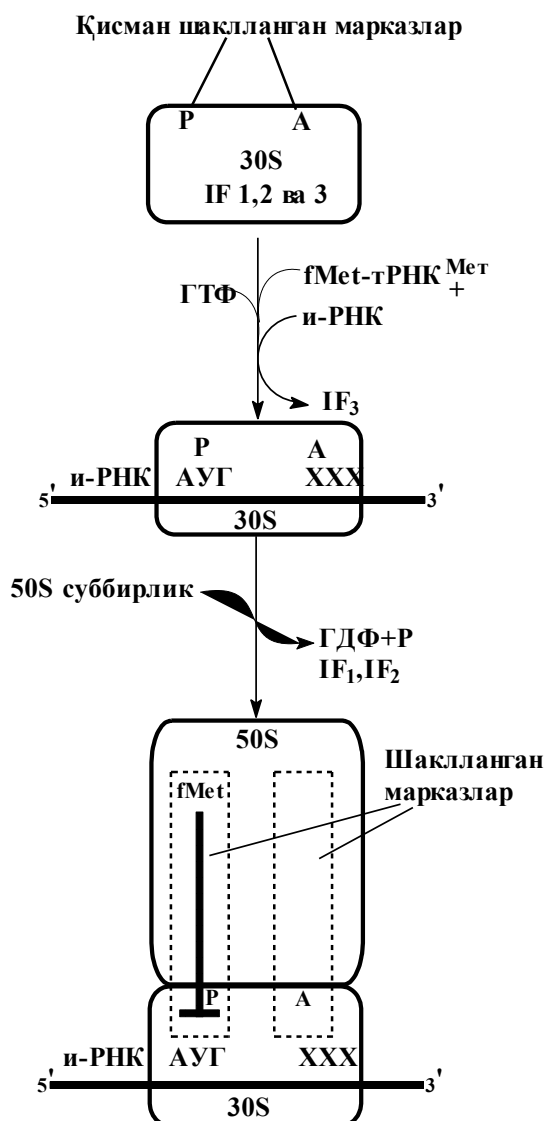 Қисман шаклланган марказлар
P A
30S
IF 1,2 ва 3
ГТФ
fMet-тРНК Мет
+
и-РНК
IF3
P A
и-РНК АУГ ХХХ
5' 3'
30S
50S суббирлик
ГДФ+Р
IF1,IF2
50S
Шаклланган
марказлар
fMet
P A
и-РНК АУГ ХХХ
5' 3'
30S